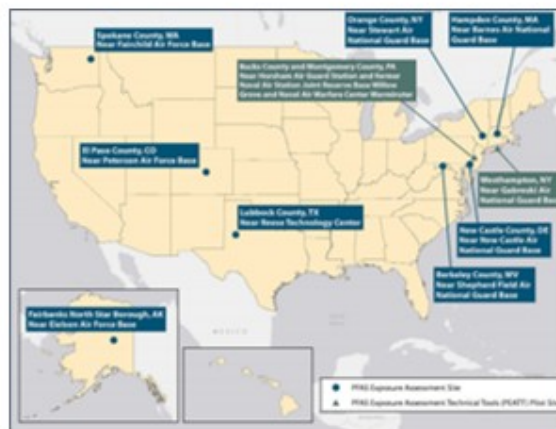 Spokane County, WA
Near Fairchild Air Force Base
Orange County, NY
Near Stewart Air
National Guard Base
Hampden County, MA
Near Barnes Air National
Guard Base
Bucks County and Montgomery County, PA
Near Horsham Air Guard Station and former
Naval Air Station Joint Reserve Base Willow
Grove and Naval Air Warfare Center Warminster
El Paso County, CO
Near Peterson Air Force Base
Westhampton, NY
Near Gabreski Air
National Guard Base
Lubbock County, TX
Near Reese Technology Center
New Castle County, DE
Near New Castle Air
National Guard Base
Berkeley County, WV
Near Shepherd Field Air
National Guard Base
Fairbanks North Star Borough, AK
Near Eielson Air Force Base
MEXICO
PFAS Exposure Assessment Site
PFAS Exposure Assessment Technical Tools (PEATT) Pilot